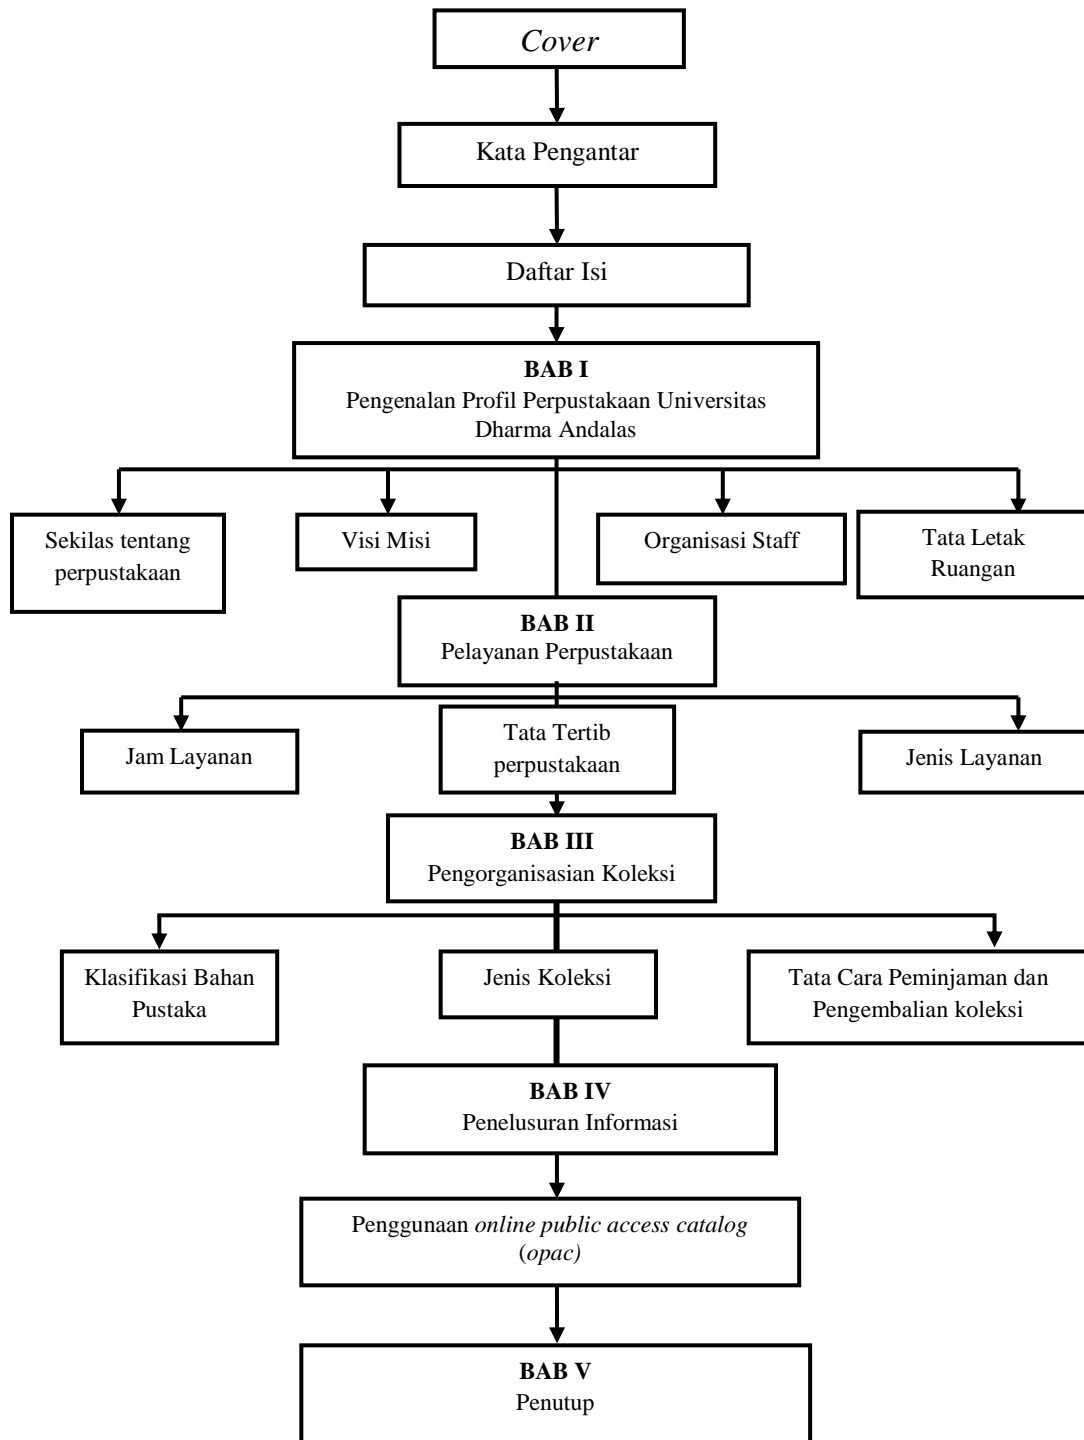 Cover
Kata Pengantar
Daftar Isi
BAB I
Pengenalan Profil Perpustakaan Universitas
Dharma Andalas
Sekilas tentang
perpustakaan
Visi Misi
Organisasi Staff
Tata Letak
Ruangan
BAB II
Pelayanan Perpustakaan
Jam Layanan
Tata Tertib
perpustakaan
Jenis Layanan
BAB III
Pengorganisasian Koleksi
Klasifikasi Bahan
Pustaka
Jenis Koleksi
Tata Cara Peminjaman dan
Pengembalian koleksi
BAB IV
Penelusuran Informasi
Penggunaan online public access catalog
(opac)
BAB V
Penutup